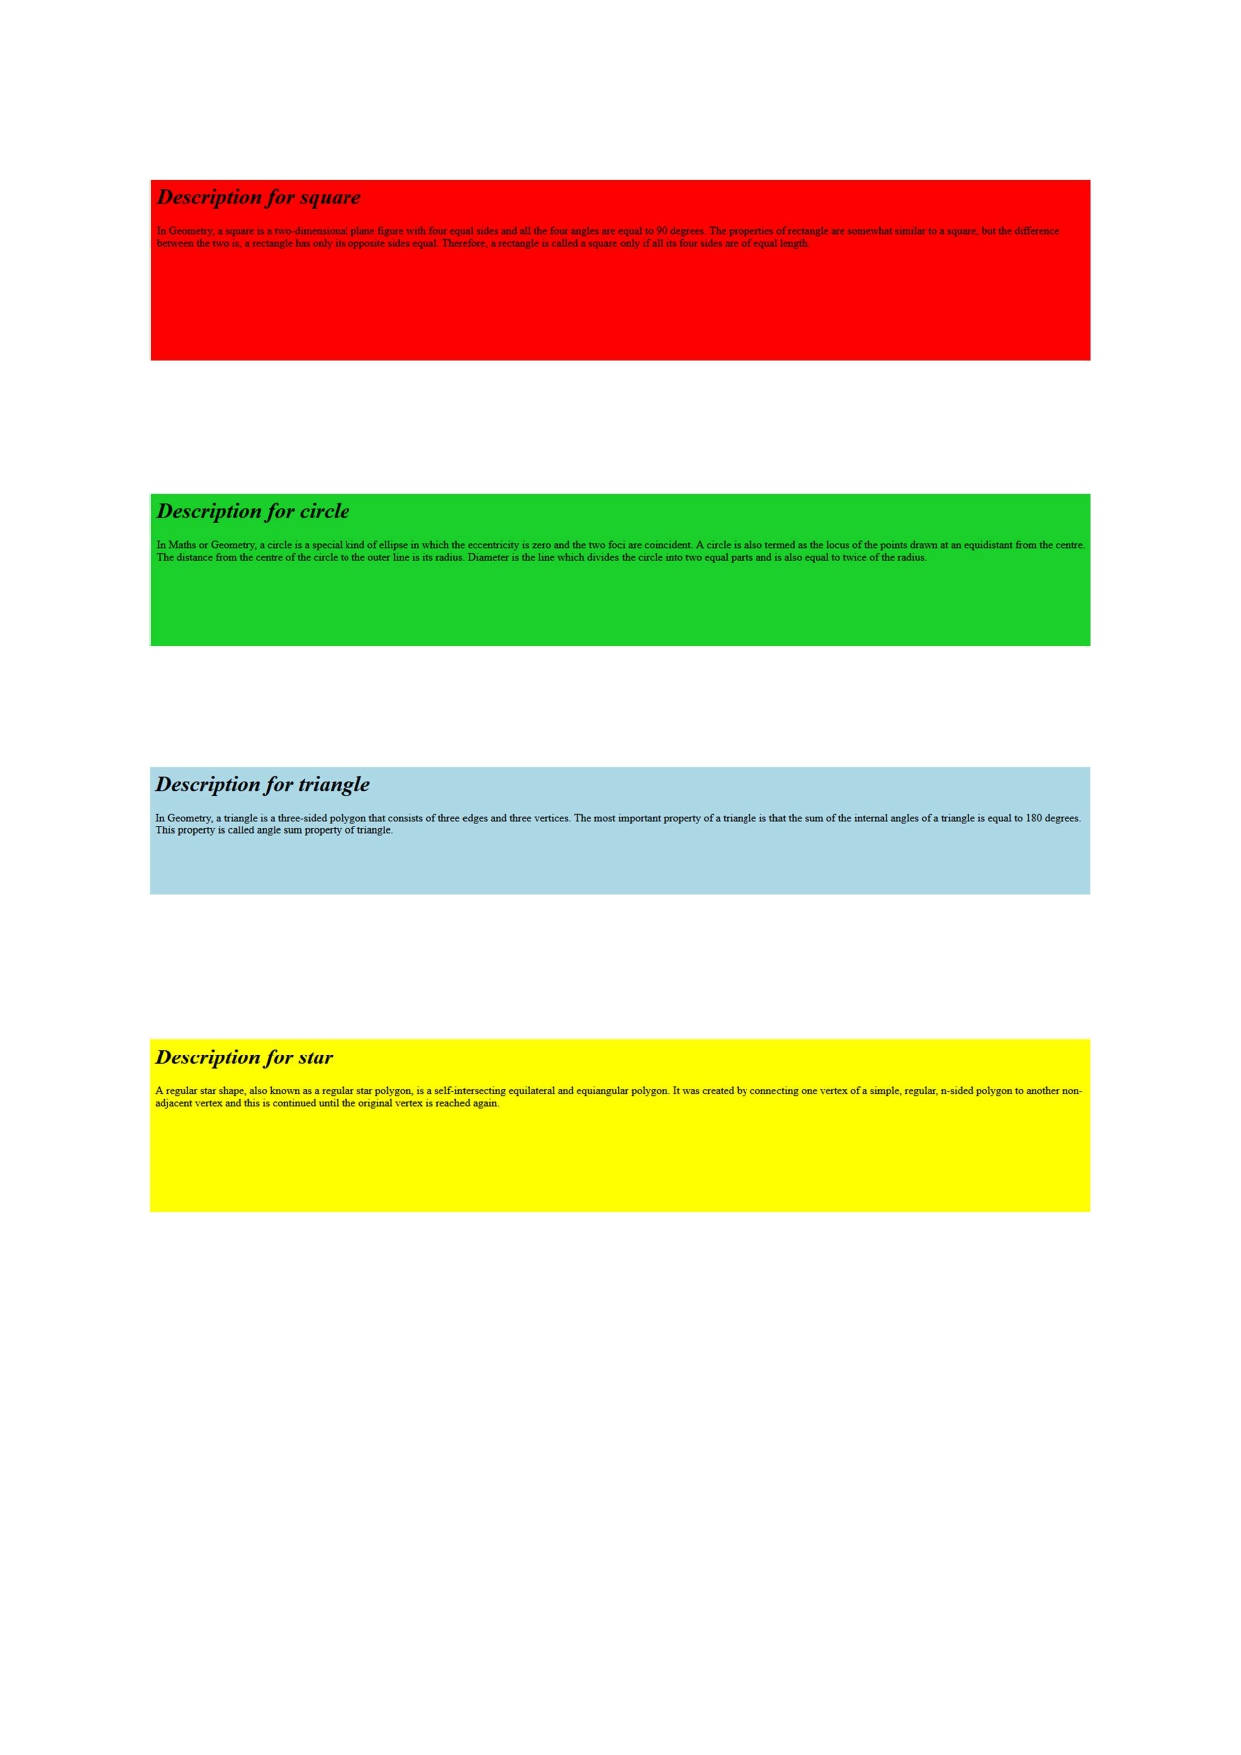 Description for square
In Geometry, a square is a two-dimensional plane figure with four equal sides and all the four angles are equal to 90 degrees. The properties of rectangle are somewhat similar to a square, but the difference
between the two is, a rectangle has only its opposite sides equal. Therefore, a rectangle is called a square only if all its four sides are of equal length.
Description for circle
In Maths or Geometry, a circle is a special kind of ellipse in which the eccentricity is zero and the two foci are coincident. A circle is also termed as the locus of the points drawn at an equidistant from the centre.
The distance from the centre of the circle to the outer line is its radius. Diameter is the line which divides the circle into two equal parts and is also equal to twice of the radius.
Description for triangle
In Geometry, a triangle is a three-sided polygon that consists of three edges and three vertices. The most important property of a triangle is that the sum of the internal angles of a triangle is equal to 180 degrees.
This property is called angle sum property of triangle.
Description for star
A regular star shape, also known as a regular star polygon, is a self-intersecting equilateral and equiangular polygon. It was created by connecting one vertex of a simple, regular, n-sided polygon to another non-
adjacent vertex and this is continued until the original vertex is reached again.